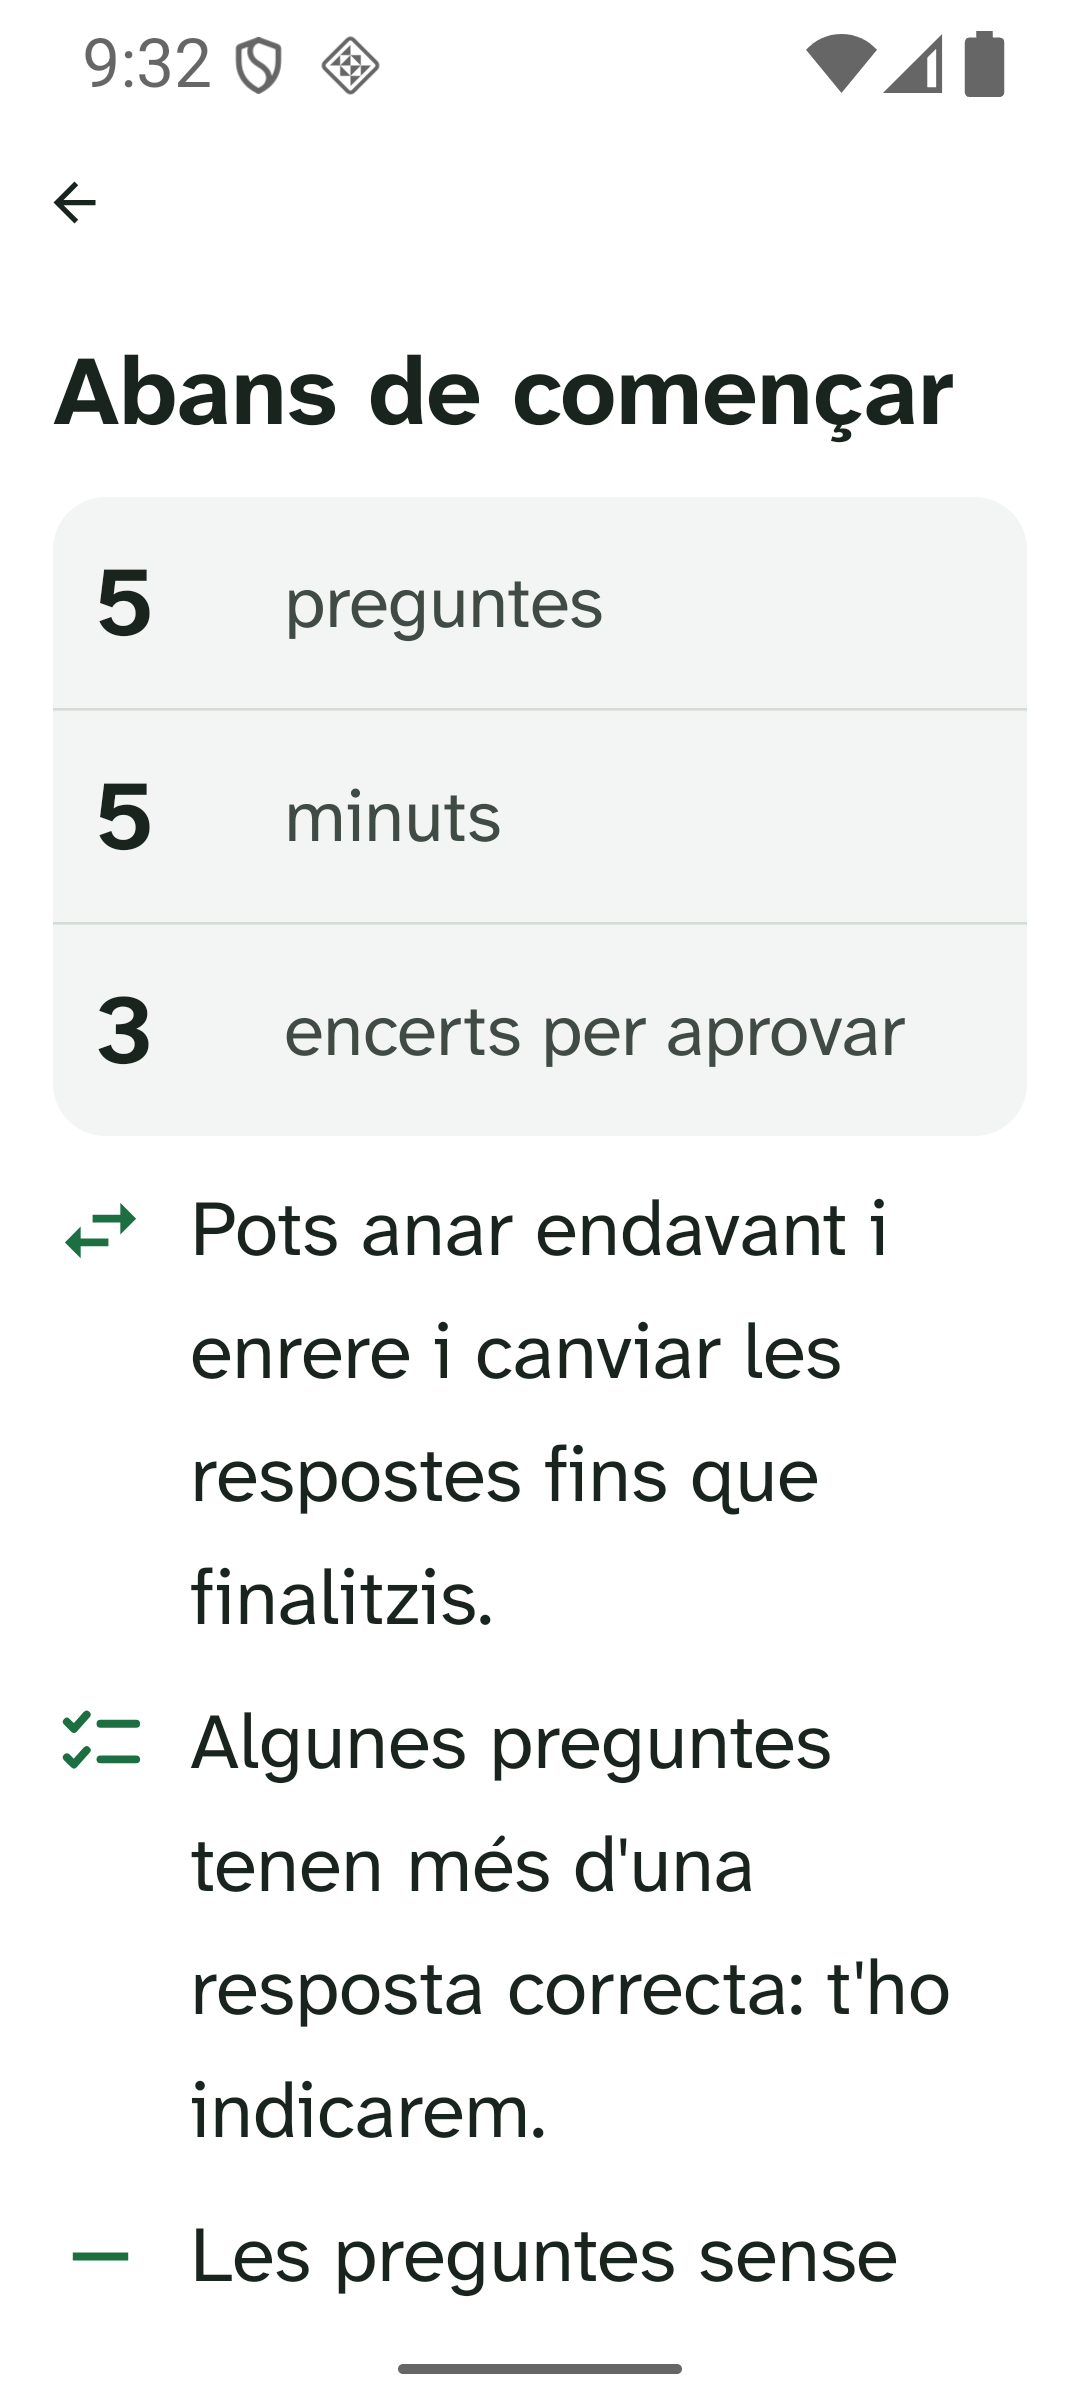 9:32
Abans de començar
5 preguntes
5 minuts
3 encerts per aprovar
Pots anar endavant i
enrere i canviar les
respostes fins que
finalitzis.
Algunes preguntes
tenen més d'una
resposta correcta: t'ho
indicarem.
Les preguntes sense